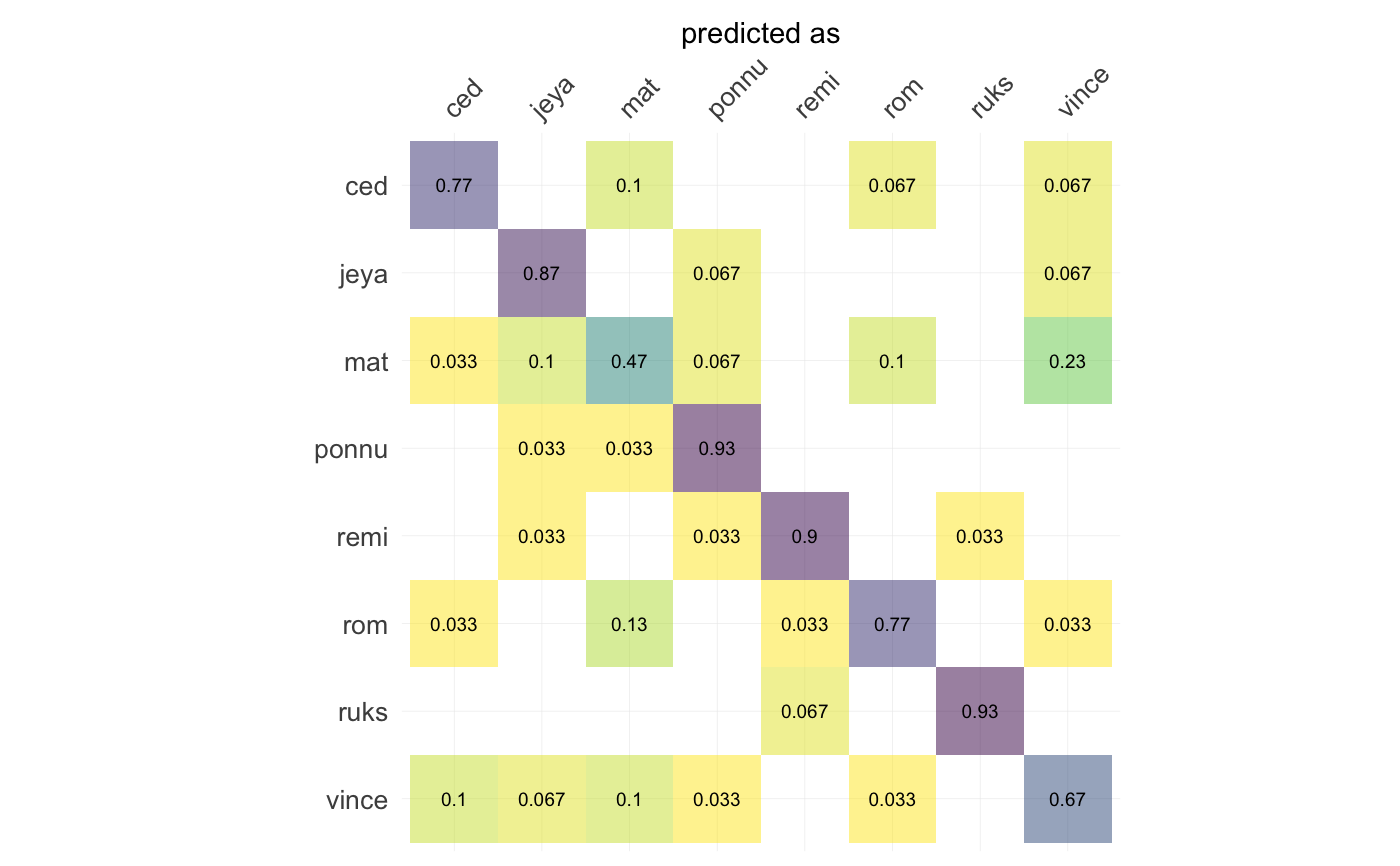 predicted as
ced jeya mat ponnu remi rom ruks vince
ced 0.77 0.1 0.067 0.067
jeya 0.87 0.067 0.067
mat 0.033 0.1 0.47 0.067 0.1 0.23
ponnu 0.033 0.033 0.93
remi 0.033 0.033 0.9 0.033
rom 0.033 0.13 0.033 0.77 0.033
ruks 0.067 0.93
vince 0.1 0.067 0.1 0.033 0.033 0.67